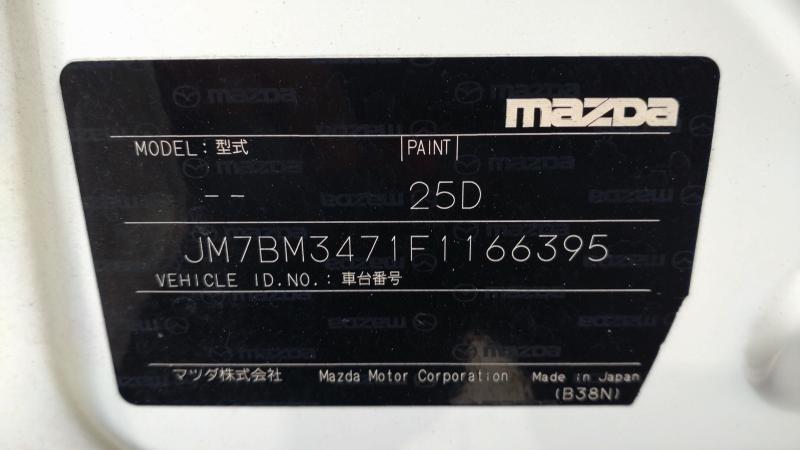 mazda
MODEL: 型式 PAINT
-- 25D
JM7BM3471F1166395
VEHICLE ID.NO.: 車台番号
マツダ株式会社 Mazda Motor Corporation Made in Japan
(B38N)